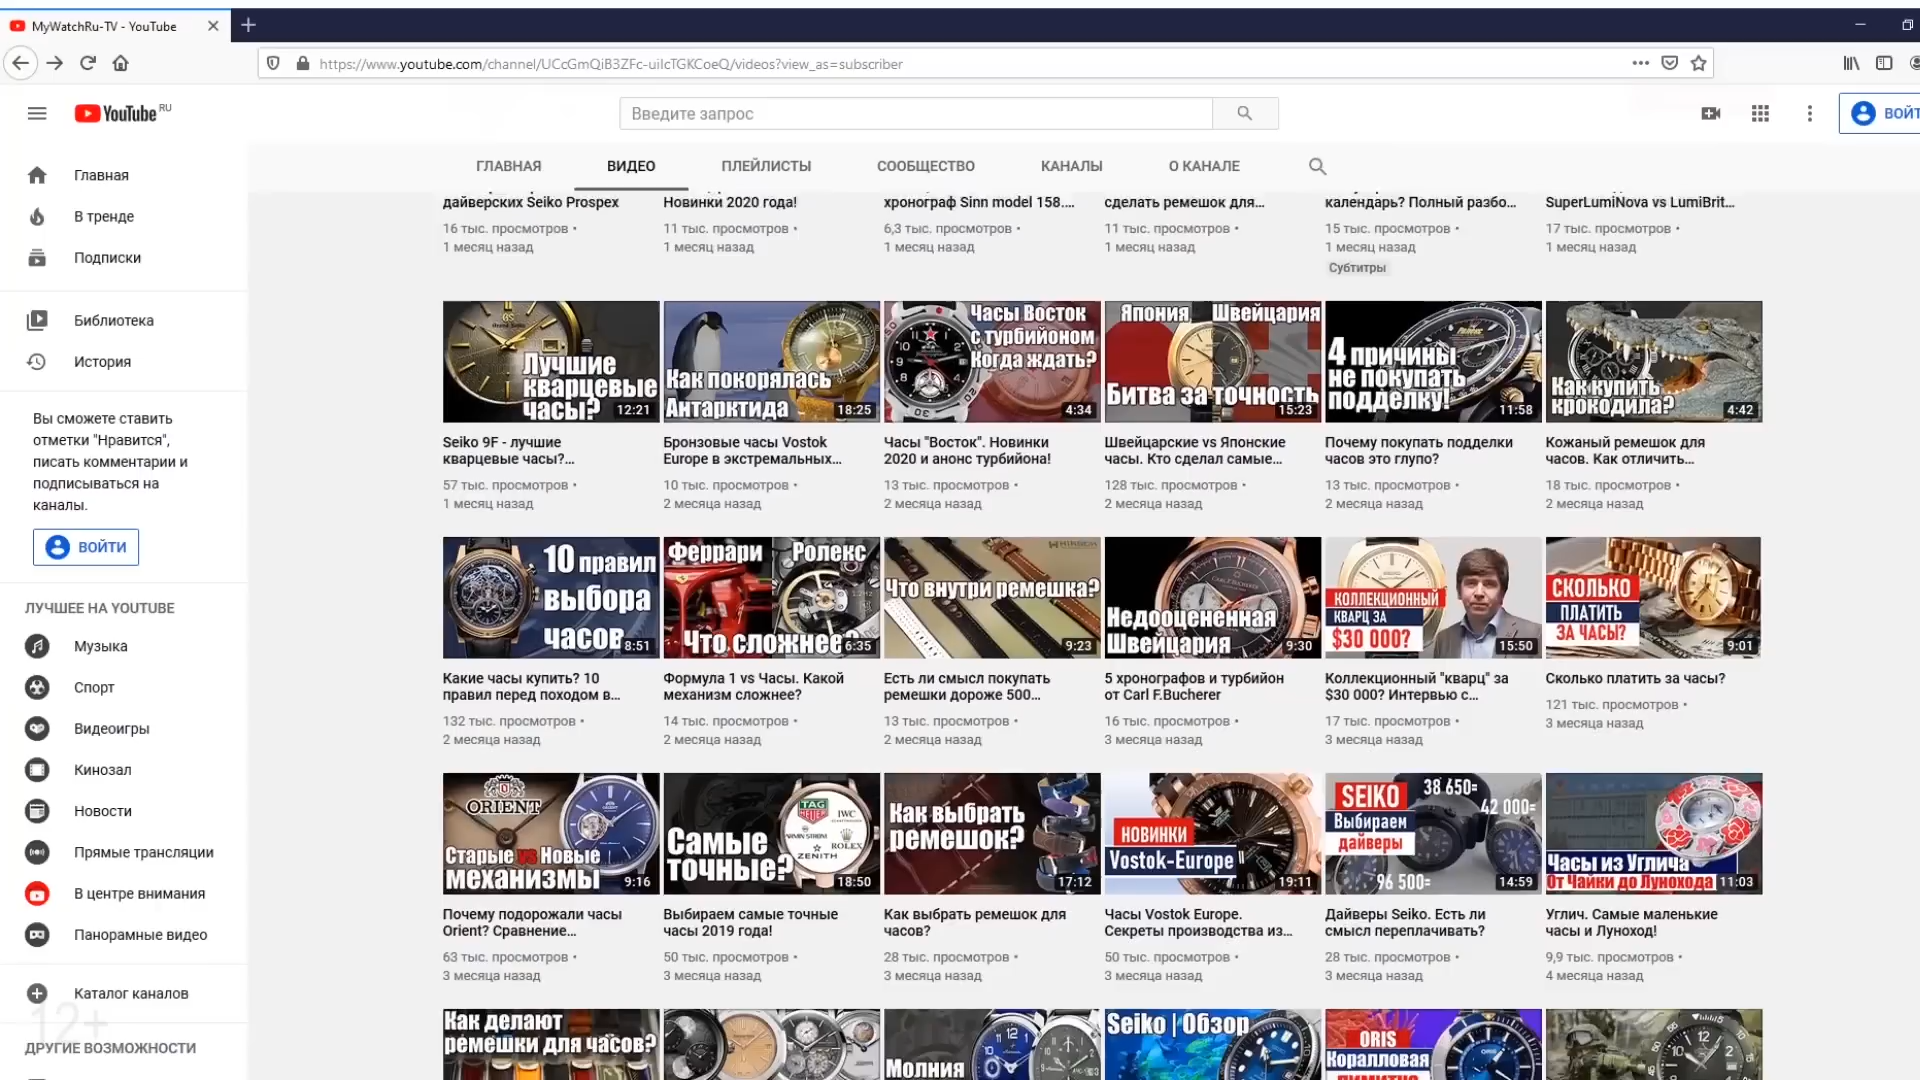 MyWatchRu-TV - YouTube
https://www.youtube.com/channel/UCcGmQiB3ZFc-uiIcTGKCoeQ/videos?view_as=subscriber
YouTube RU
Введите запрос
ГЛАВНАЯ ВИДЕО ПЛЕЙЛИСТЫ СООБЩЕСТВО КАНАЛЫ О КАНАЛЕ
Главная
В тренде
Подписки
Библиотека
История
Вы сможете ставить
отметки "Нравится",
писать комментарии и
подписываться на
каналы.
ВОЙТИ
ЛУЧШЕЕ НА YOUTUBE
Музыка
Спорт
Видеоигры
Кинозал
Новости
Прямые трансляции
В центре внимания
Панорамные видео
Каталог каналов
12+
ДРУГИЕ ВОЗМОЖНОСТИ
дайверских Seiko Prospex
16 тыс. просмотров •
1 месяц назад
Новинки 2020 года!
11 тыс. просмотров •
1 месяц назад
хронограф Sinn model 158....
6,3 тыс. просмотров •
1 месяц назад
сделать ремешок для...
11 тыс. просмотров •
1 месяц назад
календарь? Полный разбо...
15 тыс. просмотров •
1 месяц назад
Субтитры
SuperLumiNova vs LumiBrit...
17 тыс. просмотров •
1 месяц назад
Лучшие
кварцевые
часы?
12:21
Seiko 9F - лучшие
кварцевые часы?...
57 тыс. просмотров •
1 месяц назад
Как покорялась
Антарктида
18:25
Бронзовые часы Vostok
Europe в экстремальных...
10 тыс. просмотров •
2 месяца назад
Часы Восток
с турбийоном
Когда ждать?
4:34
Часы "Восток". Новинки
2020 и анонс турбийона!
13 тыс. просмотров •
2 месяца назад
Япония Швейцария
Битва за точность
15:23
Швейцарские vs Японские
часы. Кто сделал самые...
128 тыс. просмотров •
2 месяца назад
4 причины
не покупать
подделку!
11:58
Почему покупать подделки
часов это глупо?
13 тыс. просмотров •
2 месяца назад
Как купить
крокодила?
4:42
Кожаный ремешок для
часов. Как отличить...
18 тыс. просмотров •
2 месяца назад
10 правил
выбора
часов
8:51
Какие часы купить? 10
правил перед походом в...
132 тыс. просмотров •
2 месяца назад
Феррари Ролекс
Что сложнее?
6:35
Формула 1 vs Часы. Какой
механизм сложнее?
14 тыс. просмотров •
2 месяца назад
Что внутри ремешка?
9:23
Есть ли смысл покупать
ремешки дороже 500...
13 тыс. просмотров •
2 месяца назад
Недооцененная
Швейцария
9:30
5 хронографов и турбийон
от Carl F.Bucherer
16 тыс. просмотров •
3 месяца назад
КОЛЛЕКЦИОННЫЙ
КВАРЦ ЗА
$30 000?
15:50
Коллекционный "кварц" за
$30 000? Интервью с...
17 тыс. просмотров •
3 месяца назад
СКОЛЬКО
ПЛАТИТЬ
ЗА ЧАСЫ?
9:01
Сколько платить за часы?
121 тыс. просмотров •
3 месяца назад
ORIENT
Старые vs Новые
механизмы
9:16
Почему подорожали часы
Orient? Сравнение...
63 тыс. просмотров •
3 месяца назад
TAG
HEUER
IWC
ROLEX
ZENITH
Самые
точные?
18:50
Выбираем самые точные
часы 2019 года!
50 тыс. просмотров •
3 месяца назад
Как выбрать
ремешок?
17:12
Как выбрать ремешок для
часов?
28 тыс. просмотров •
3 месяца назад
НОВИНКИ
Vostok-Europe
19:11
Часы Vostok Europe.
Секреты производства из...
50 тыс. просмотров •
3 месяца назад
SEIKO
Выбираем
дайверы
38 650=
42 000=
96 500=
14:59
Дайверы Seiko. Есть ли
смысл переплачивать?
28 тыс. просмотров •
3 месяца назад
Часы из Углича
От Чайки до Лунохода
11:03
Углич. Самые маленькие
часы и Луноход!
9,9 тыс. просмотров •
4 месяца назад
Как делают
ремешки для часов?
Молния
Seiko | Обзор
ORIS
Коралловая